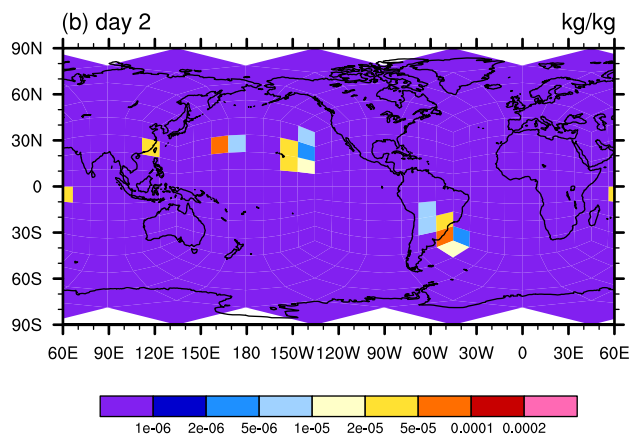 (b) day 2 kg/kg
90N
60N
30N
0
30S
60S
90S
60E 90E 120E 150E 180 150W 120W 90W 60W 30W 0 30E 60E
1e-06 2e-06 5e-06 1e-05 2e-05 5e-05 0.0001 0.0002